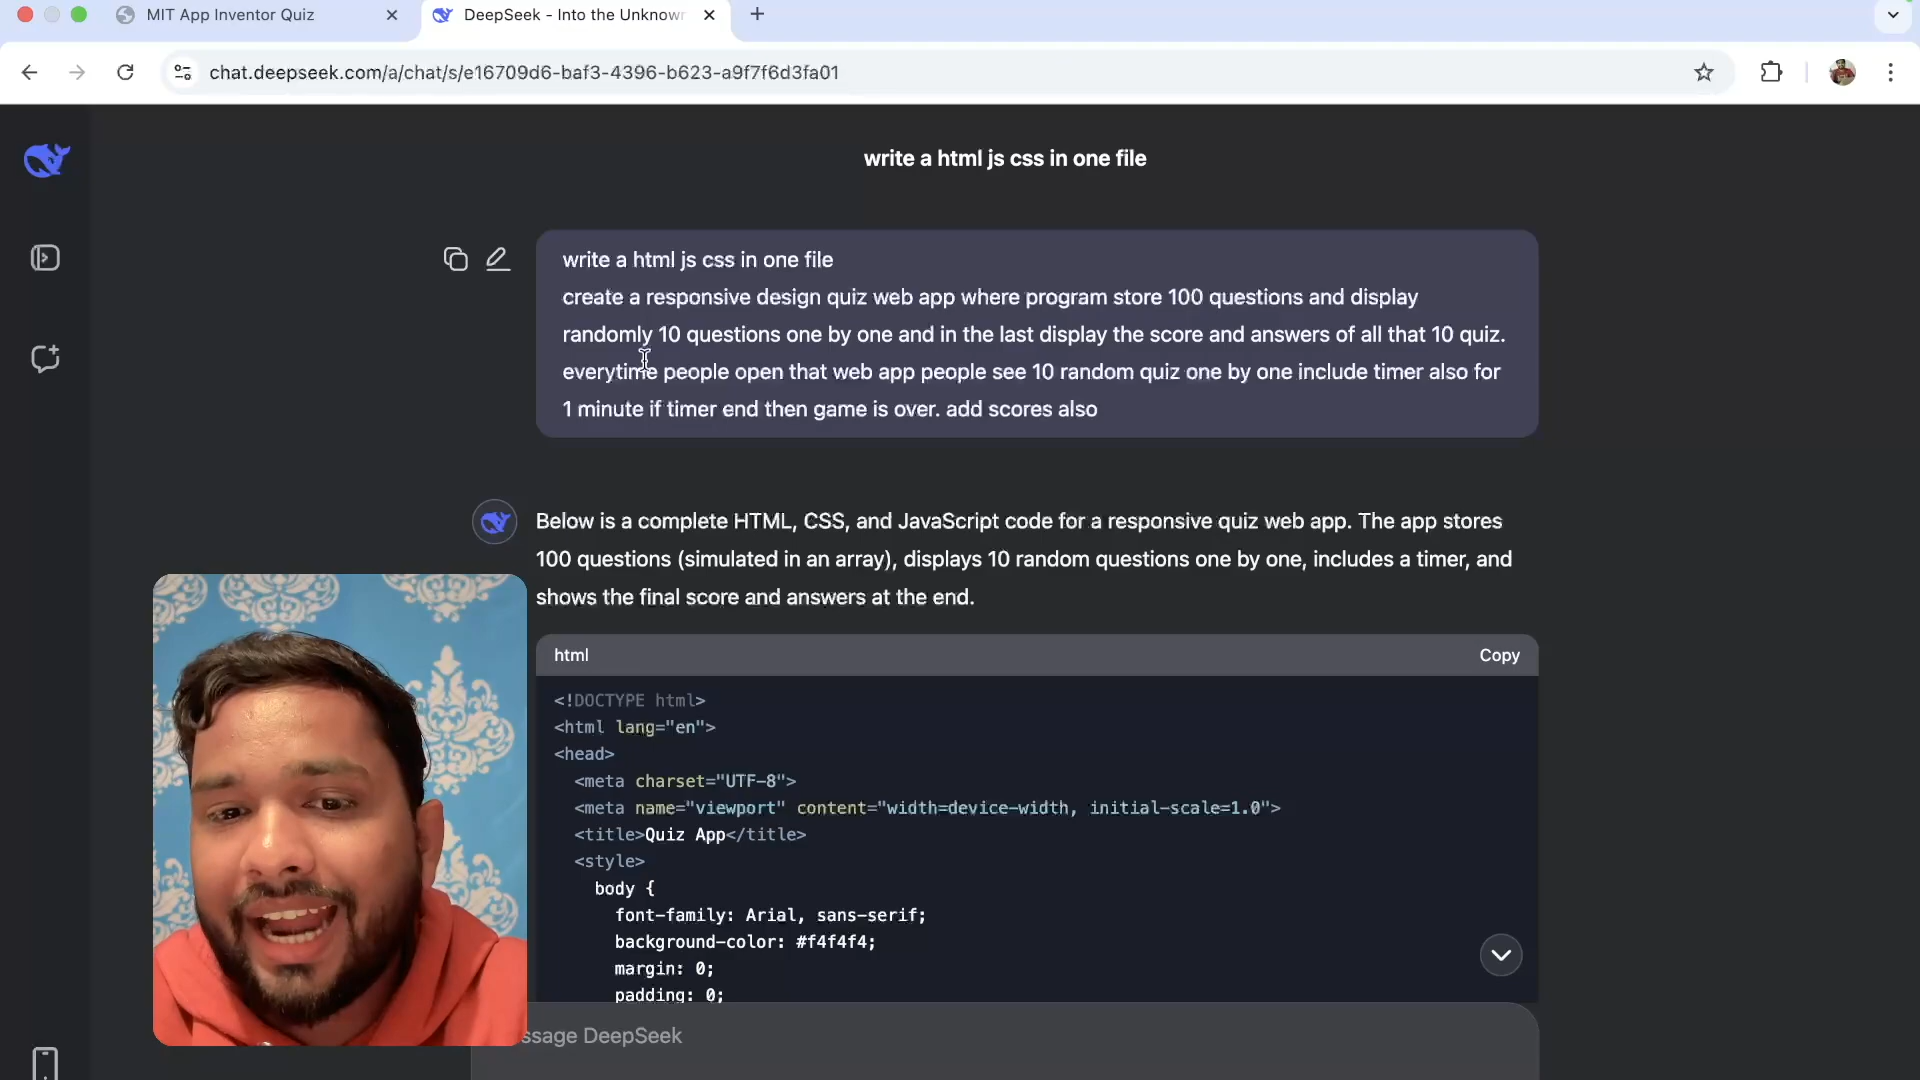 MIT App Inventor Quiz
DeepSeek - Into the Unknow
chat.deepseek.com/a/chat/s/e16709d6-baf3-4396-b623-a9f7f6d3fa01
write a html js css in one file
write a html js css in one file
create a responsive design quiz web app where program store 100 questions and display
randomly 10 questions one by one and in the last display the score and answers of all that 10 quiz.
everytime people open that web app people see 10 random quiz one by one include timer also for
1 minute if timer end then game is over. add scores also
Below is a complete HTML, CSS, and JavaScript code for a responsive quiz web app. The app stores
100 questions (simulated in an array), displays 10 random questions one by one, includes a timer, and
shows the final score and answers at the end.
html
Copy
<!DOCTYPE html>
<html lang="en">
<head>
<meta charset="UTF-8">
<meta name="viewport" content="width=device-width, initial-scale=1.0">
<title>Quiz App</title>
<style>
body {
font-family: Arial, sans-serif;
background-color: #f4f4f4;
margin: 0;
padding: 0;
ssage DeepSeek